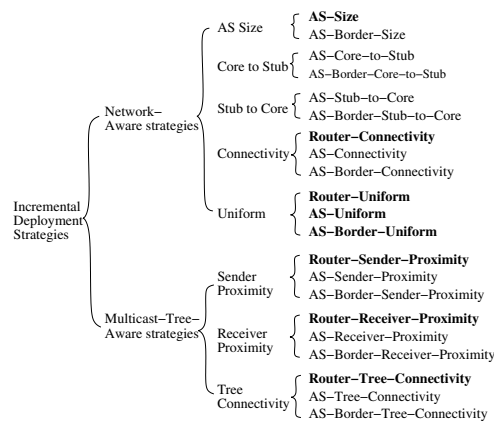 Incremental
Deployment
Strategies
Network–
Aware strategies
AS Size
AS–Size
AS–Border–Size
Core to Stub
AS–Core–to–Stub
AS–Border–Core–to–Stub
Stub to Core
AS–Stub–to–Core
AS–Border–Stub–to–Core
Connectivity
Router–Connectivity
AS–Connectivity
AS–Border–Connectivity
Uniform
Router–Uniform
AS–Uniform
AS–Border–Uniform
Multicast–Tree–
Aware strategies
Sender
Proximity
Router–Sender–Proximity
AS–Sender–Proximity
AS–Border–Sender–Proximity
Receiver
Proximity
Router–Receiver–Proximity
AS–Receiver–Proximity
AS–Border–Receiver–Proximity
Tree
Connectivity
Router–Tree–Connectivity
AS–Tree–Connectivity
AS–Border–Tree–Connectivity